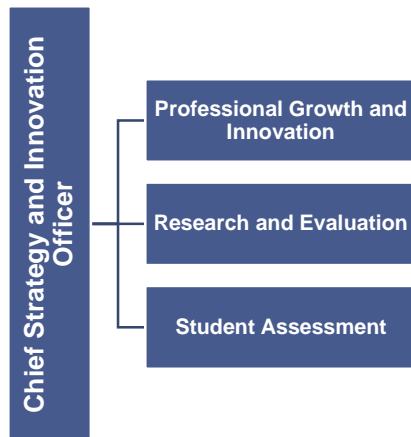 Chief Strategy and Innovation
Officer
Professional Growth and
Innovation
Research and Evaluation
Student Assessment